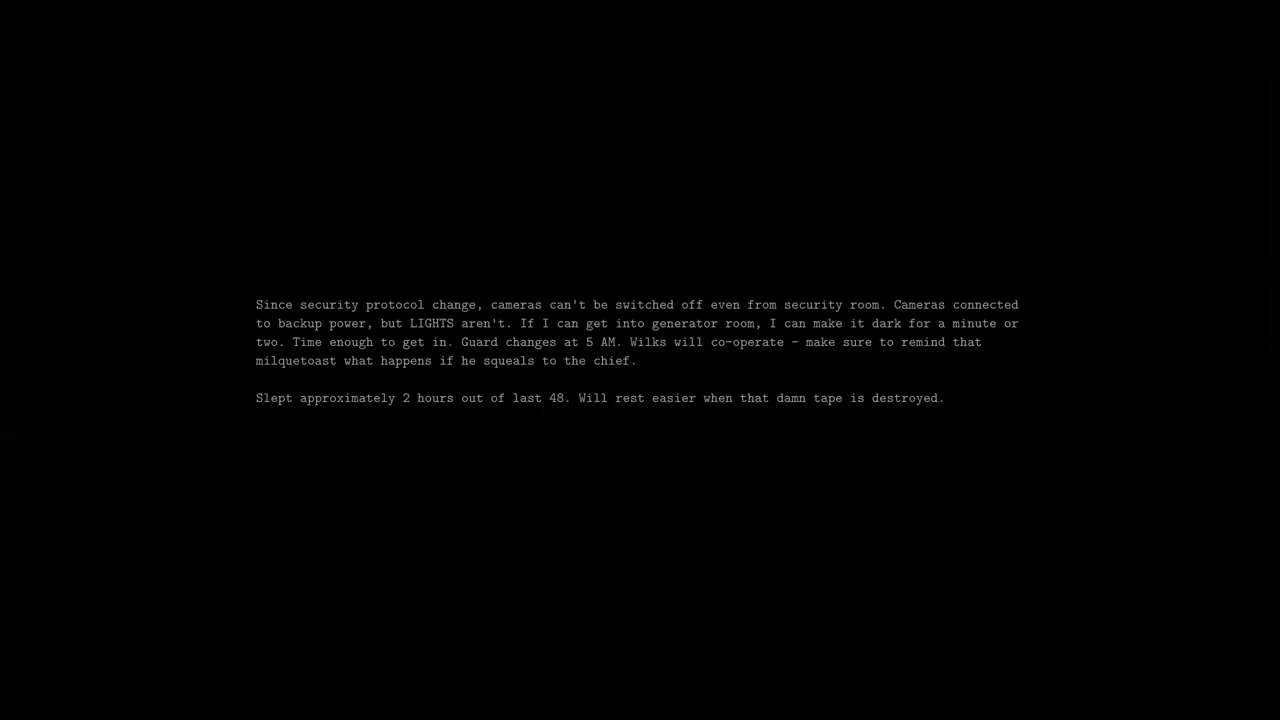 Since security protocol change, cameras can't be switched off even from security room. Cameras connected
to backup power, but LIGHTS aren't. If I can get into generator room, I can make it dark for a minute or
two. Time enough to get in. Guard changes at 5 AM. Wilks will co-operate - make sure to remind that
milquetoast what happens if he squeals to the chief.
Slept approximately 2 hours out of last 48. Will rest easier when that damn tape is destroyed.